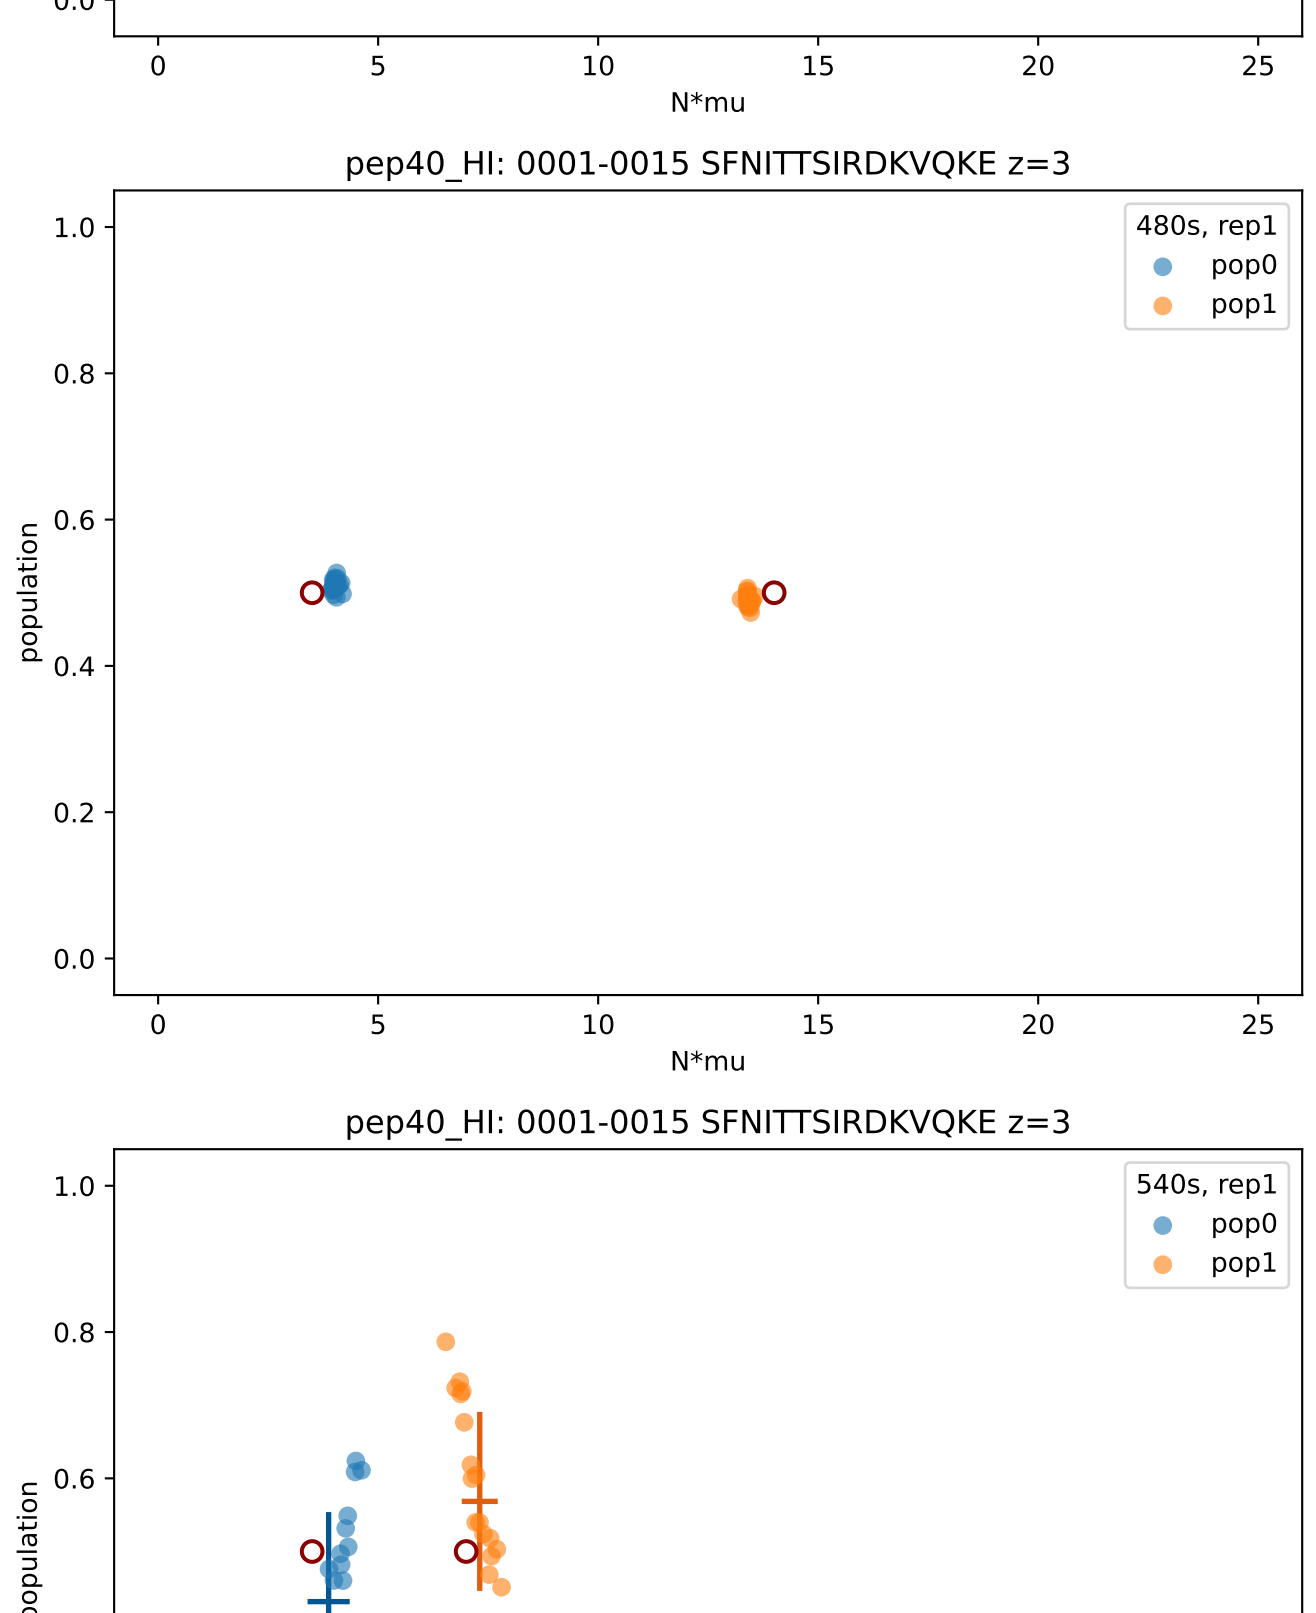 0.0
0 5 10 15 20 25
N*mu
pep40_HI: 0001-0015 SFNITTSIRDKVQKE z=3
480s, rep1
pop0
pop1
1.0
0.8
0.6
0.4
0.2
0.0
population
0 5 10 15 20 25
N*mu
pep40_HI: 0001-0015 SFNITTSIRDKVQKE z=3
540s, rep1
pop0
pop1
1.0
0.8
0.6
population